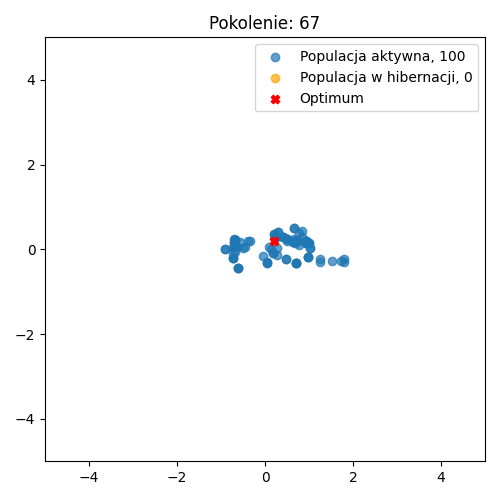 Pokolenie: 67
Populacja aktywna, 100
Populacja w hibernacji, 0
Optimum
4
2
0
−2
−4
−4 −2 0 2 4